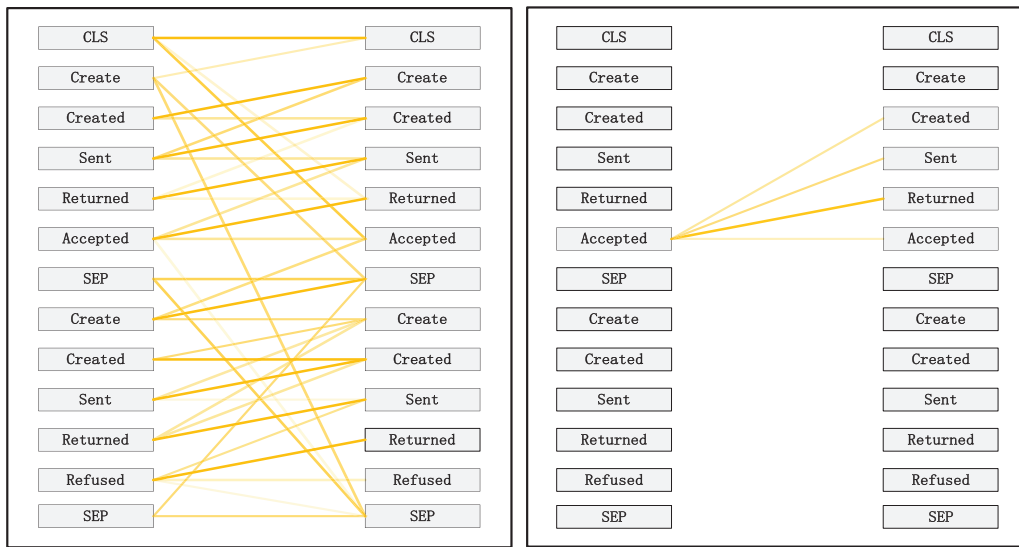 CLS CLS CLS CLS
Create Create Create Create
Created Created Created Created
Sent Sent Sent Sent
Returned Returned Returned Returned
Accepted Accepted Accepted Accepted
SEP SEP SEP SEP
Create Create Create Create
Created Created Created Created
Sent Sent Sent Sent
Returned Returned Returned Returned
Refused Refused Refused Refused
SEP SEP SEP SEP